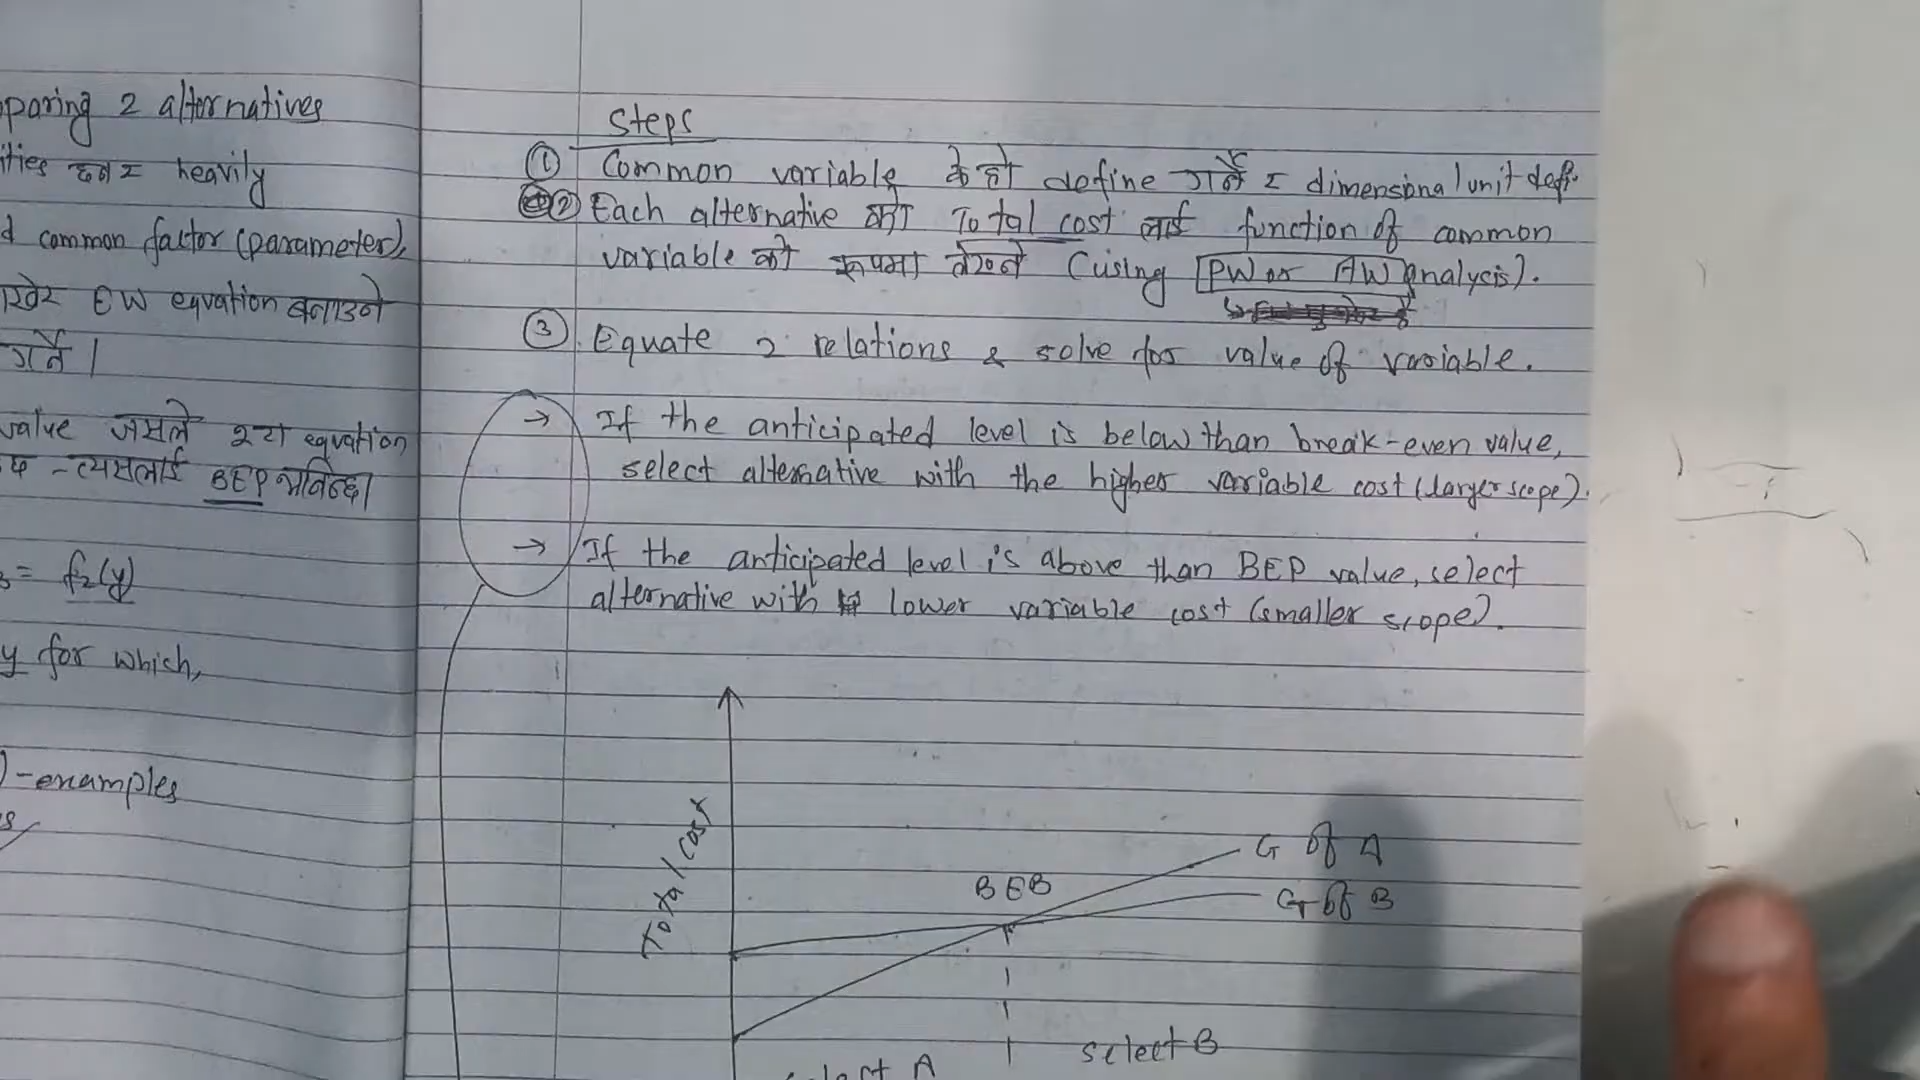 paring 2 alternatives
ities हुन् र heavily
d common factor (parameter),
राखेर EW equation बनाउने
गर्ने ।
value जसले २टा equation
त्यसलाई BEP भनिन्छ।
= f₂(y)
y for which,
)-examples
Steps
① Common variable के हो define गर्ने र dimensional unit def.
② Each alternative को Total cost लाई function of common
variable को रूपमा लेख्ने (using PW or AW analysis).
③ Equate 2 relations & solve for value of variable.
→ If the anticipated level is below than break-even value,
select alternative with the higher variable cost (larger scope).
→ If the anticipated level is above than BEP value, select
alternative with lower variable cost (smaller scope).
Total cost
G of A
BEB
G of B
select B
select A